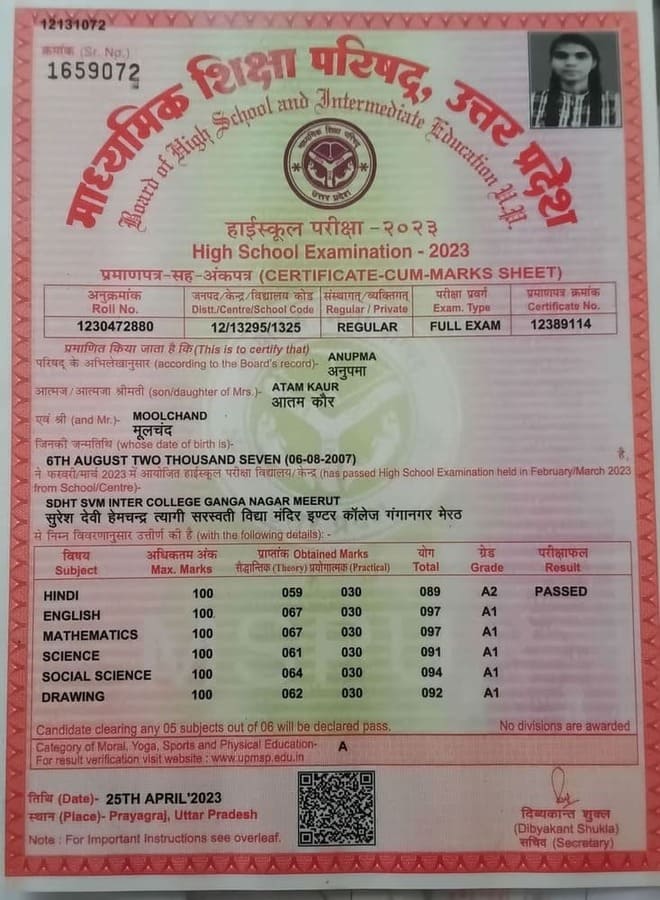 12131072
क्रमांक (Sr. No.)
1659072
माध्यमिक शिक्षा परिषद्, उत्तर प्रदेश
Board of High School and Intermediate Education U.P.
माध्यमिक शिक्षा परिषद्
उत्तर प्रदेश
हाईस्कूल परीक्षा -२०२३
High School Examination - 2023
प्रमाणपत्र-सह-अंकपत्र (CERTIFICATE-CUM-MARKS SHEET)
अनुक्रमांक जनपद/केन्द्र/विद्यालय कोड संस्थागत/व्यक्तिगत परीक्षा प्रवर्ग प्रमाणपत्र क्रमांक
Roll No. Distt./Centre/School Code Regular / Private Exam. Type Certificate No.
1230472880 12/13295/1325 REGULAR FULL EXAM 12389114
प्रमाणित किया जाता है कि (This is to certify that)
परिषद् के अभिलेखानुसार (according to the Board's record)- ANUPMA
अनुपमा
आत्मज/आत्मजा श्रीमती (son/daughter of Mrs.)- ATAM KAUR
आतम कौर
एवं श्री (and Mr.)- MOOLCHAND
मूलचंद
जिनकी जन्मतिथि (whose date of birth is)-
6TH AUGUST TWO THOUSAND SEVEN (06-08-2007) है,
ने फरवरी/मार्च 2023 में आयोजित हाईस्कूल परीक्षा विद्यालय/केन्द्र (has passed High School Examination held in February/March 2023
from School/Centre)-
SDHT SVM INTER COLLEGE GANGA NAGAR MEERUT
सुरेश देवी हेमचन्द्र त्यागी सरस्वती विद्या मंदिर इण्टर कॉलेज गंगानगर मेरठ
से निम्न विवरणानुसार उत्तीर्ण की है (with the following details): -
विषय अधिकतम अंक प्राप्तांक Obtained Marks योग ग्रेड परीक्षाफल
Subject Max. Marks सैद्धान्तिक (Theory) प्रयोगात्मक (Practical) Total Grade Result
HINDI 100 059 030 089 A2 PASSED
ENGLISH 100 067 030 097 A1
MATHEMATICS 100 067 030 097 A1
SCIENCE 100 061 030 091 A1
SOCIAL SCIENCE 100 064 030 094 A1
DRAWING 100 062 030 092 A1
Candidate clearing any 05 subjects out of 06 will be declared pass. No divisions are awarded
Category of Moral, Yoga, Sports and Physical Education- A
For result verification visit website : www.upmsp.edu.in
तिथि (Date)- 25TH APRIL'2023
स्थान (Place)- Prayagraj, Uttar Pradesh
Note : For Important Instructions see overleaf.
दिब्यकान्त शुक्ल
(Dibyakant Shukla)
सचिव (Secretary)